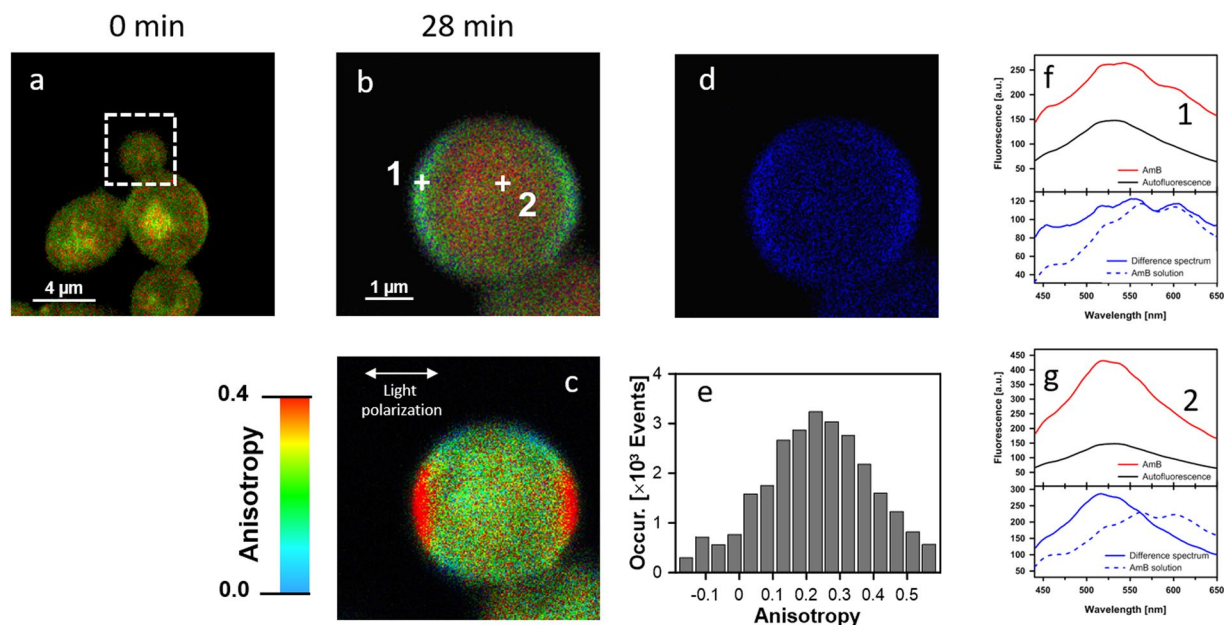 0 min
28 min
a
4 µm
b
1
2
1 µm
d
Light
polarization
c
0.4
Anisotropy
0.0
e
Occur. [×10³ Events]
4
3
2
1
0
-0.1 0 0.1 0.2 0.3 0.4 0.5
Anisotropy
f
1
Fluorescence [a.u.]
250
200
150
100
50
AmB
Autofluorescence
120
100
80
60
40
Difference spectrum
AmB solution
450 500 550 600 650
Wavelength [nm]
g
2
Fluorescence [a.u.]
450
400
350
300
250
200
150
100
50
AmB
Autofluorescence
300
250
200
150
100
50
Difference spectrum
AmB solution
450 500 550 600 650
Wavelength [nm]